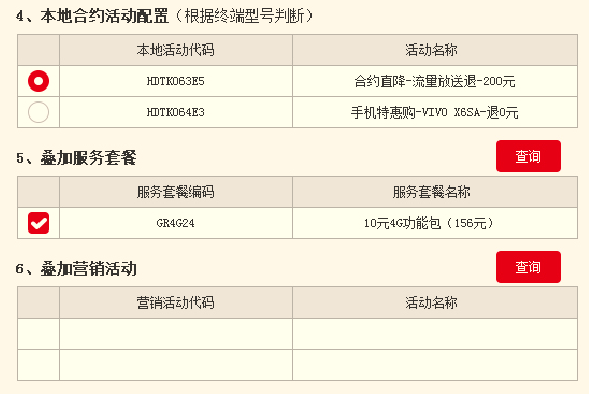 4、本地合约活动配置（根据终端型号判断）
本地活动代码 活动名称
HDTK063E5 合约直降-流量放送退-200元
HDTK064E3 手机特惠购-VIVO X6SA-退0元
5、叠加服务套餐 查询
服务套餐编码 服务套餐名称
GR4G24 10元4G功能包（156元）
6、叠加营销活动 查询
营销活动代码 活动名称